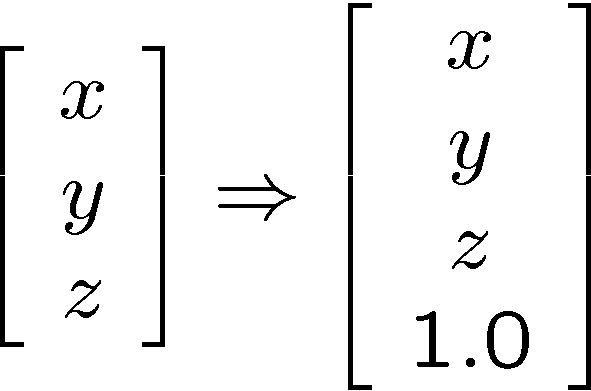 [x y z] ⇒ [x y z 1.0]